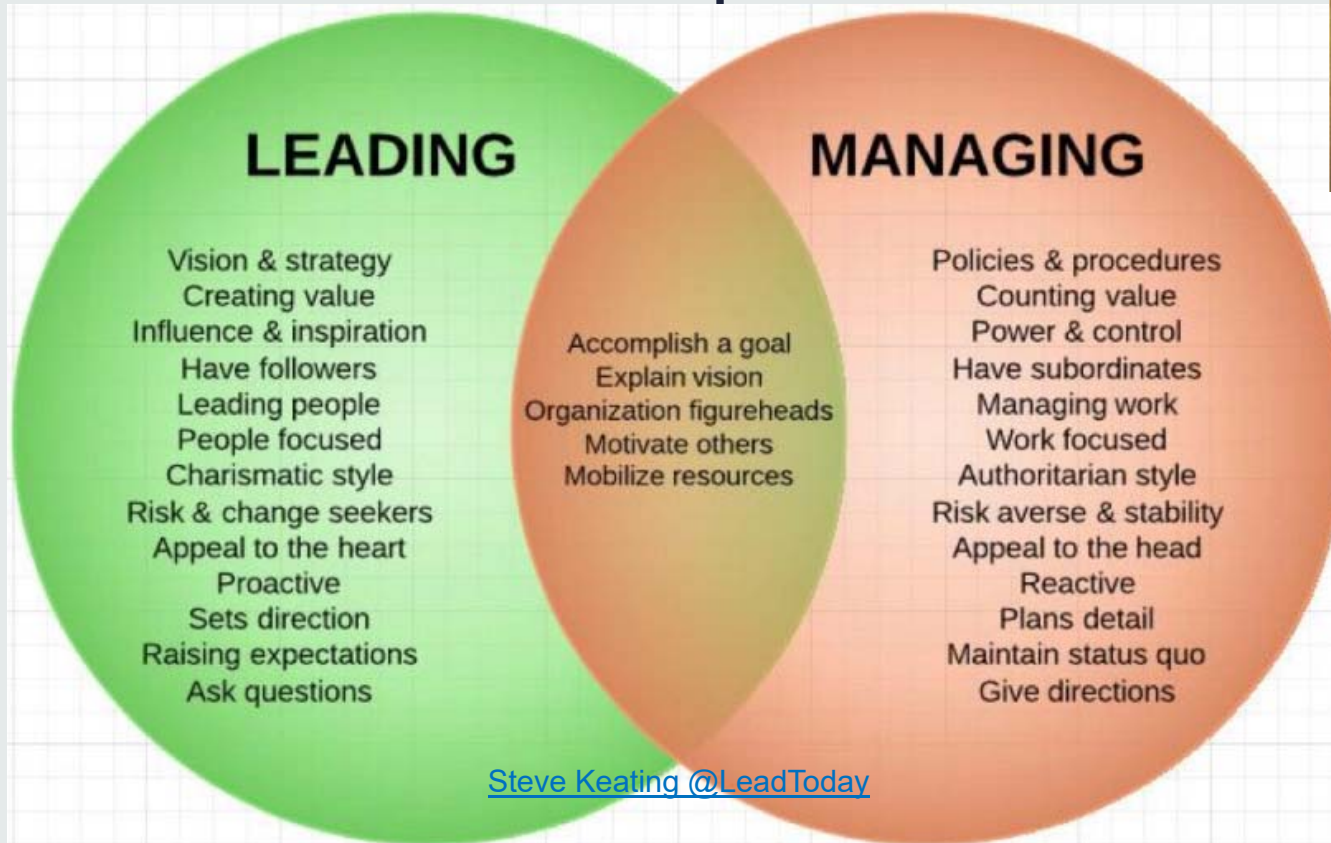 LEADING
Vision & strategy
Creating value
Influence & inspiration
Have followers
Leading people
People focused
Charismatic style
Risk & change seekers
Appeal to the heart
Proactive
Sets direction
Raising expectations
Ask questions
Accomplish a goal
Explain vision
Organization figureheads
Motivate others
Mobilize resources
MANAGING
Policies & procedures
Counting value
Power & control
Have subordinates
Managing work
Work focused
Authoritarian style
Risk averse & stability
Appeal to the head
Reactive
Plans detail
Maintain status quo
Give directions
Steve Keating @LeadToday